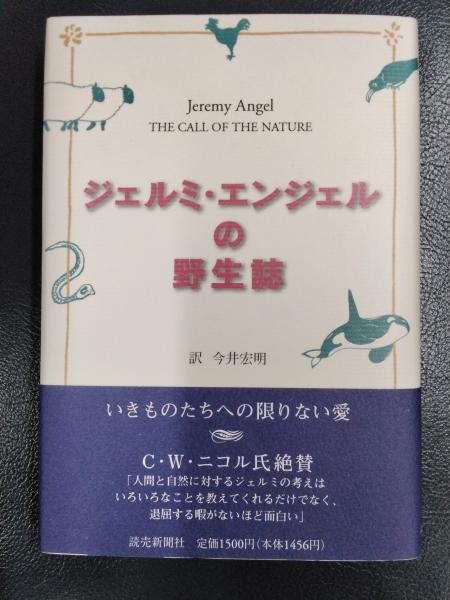 Jeremy Angel
THE CALL OF THE NATURE
ジェルミ・エンジェル
の
野生誌
訳 今井宏明
いきものたちへの限りない愛
C・W・ニコル氏絶賛
「人間と自然に対するジェルミの考えは
いろいろなことを教えてくれるだけでなく、
退屈する暇がないほど面白い」
読売新聞社 定価1500円(本体1456円)